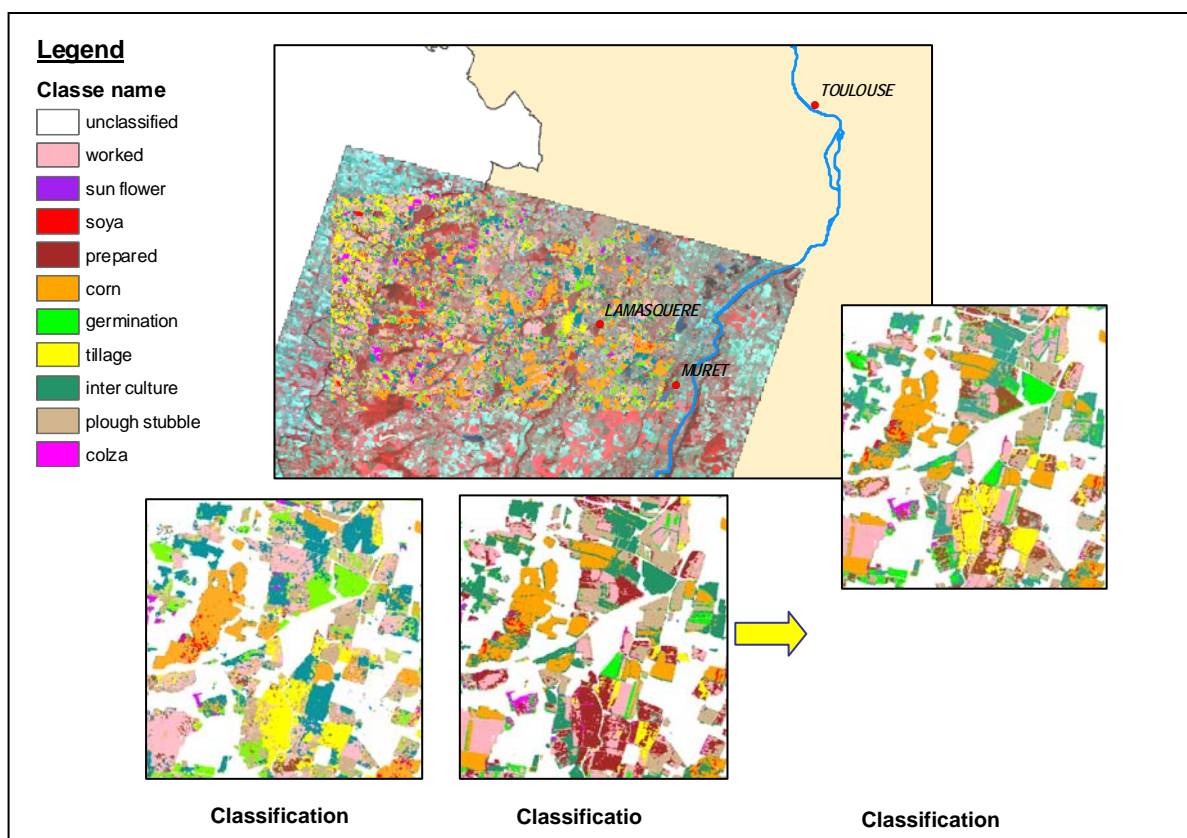 Legend
Classe name
unclassified
worked
sun flower
soya
prepared
corn
germination
tillage
inter culture
plough stubble
colza
TOULOUSE
LAMASQUERE
MURET
Classification
Classificatio
Classification